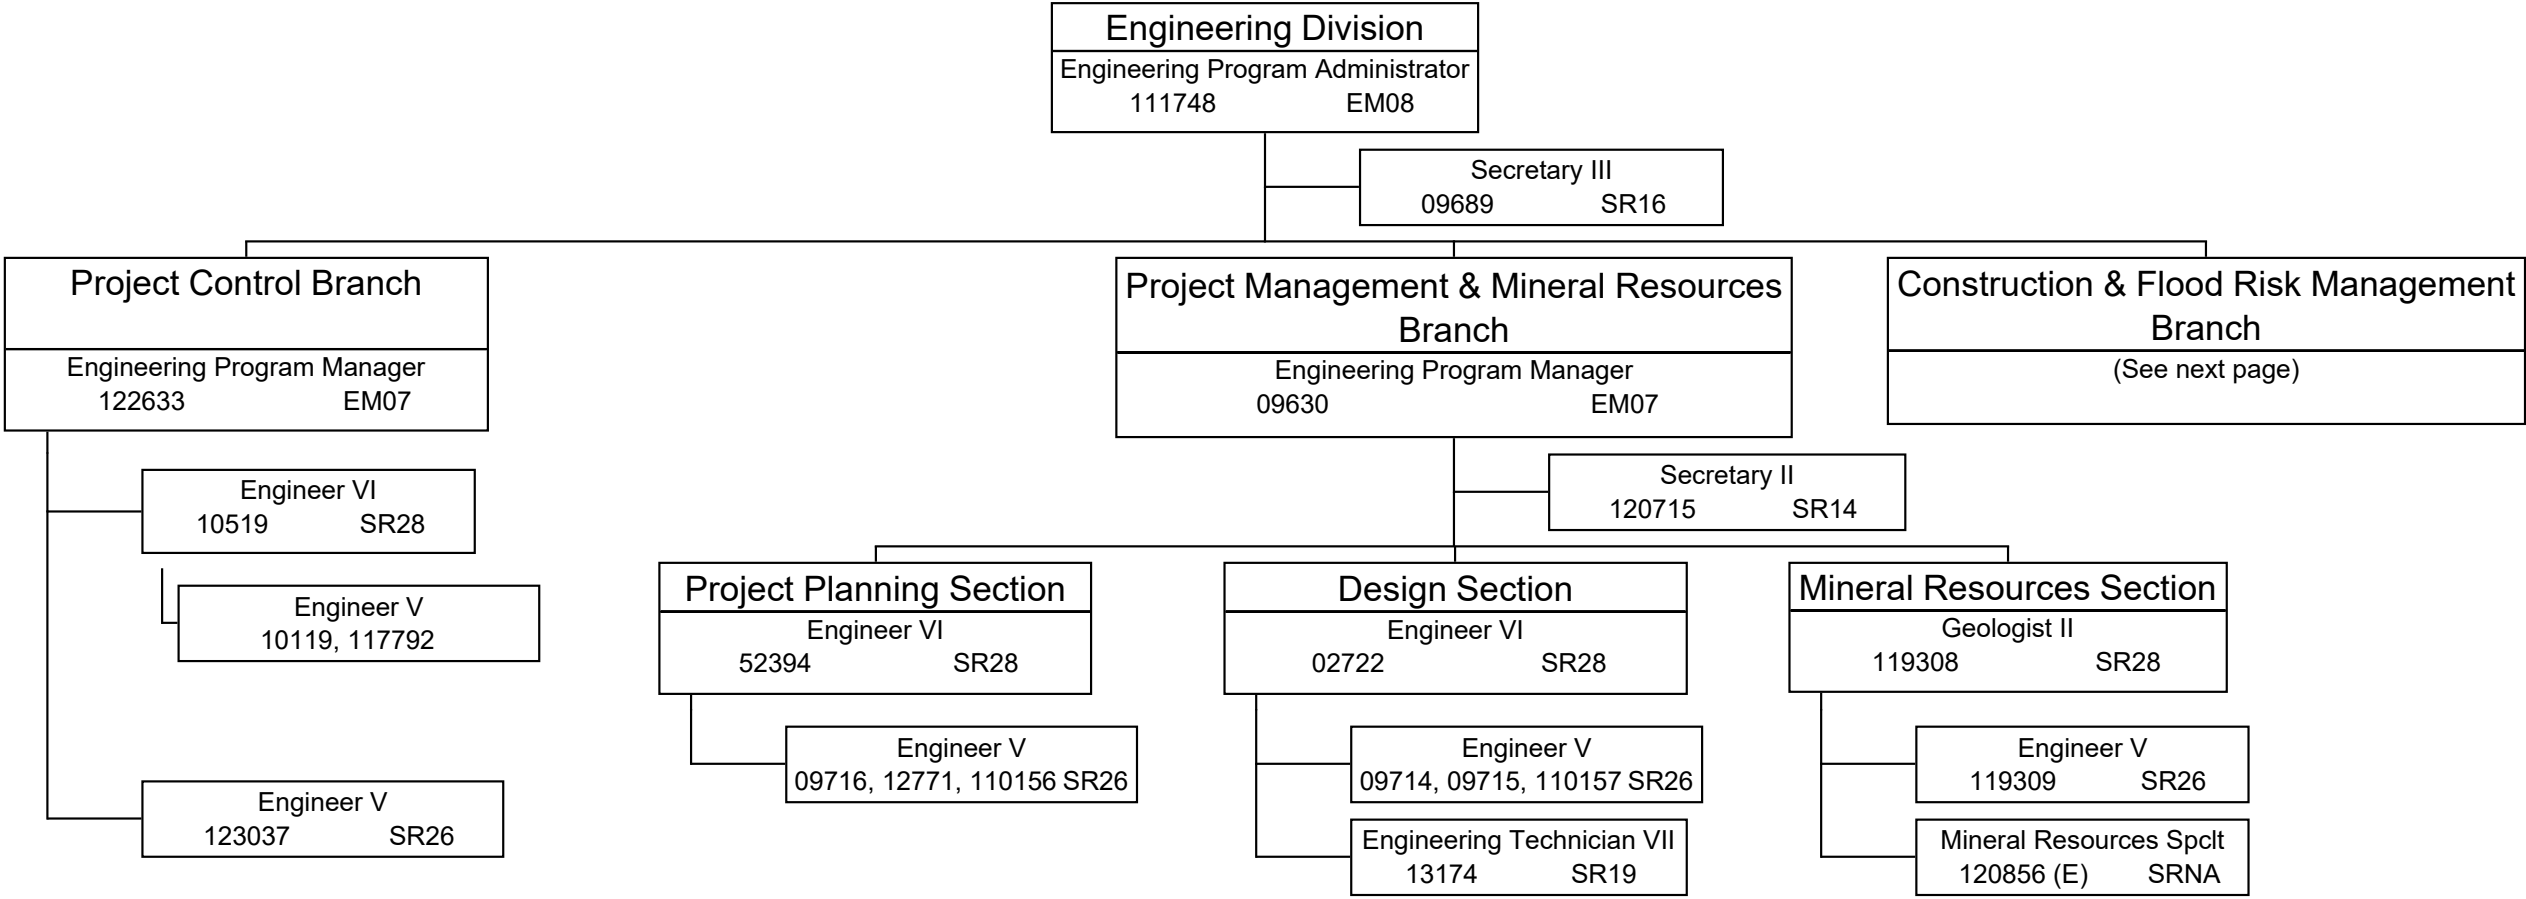 Engineering Division
Engineering Program Administrator
111748 EM08
Secretary III
09689 SR16
Project Control Branch
Engineering Program Manager
122633 EM07
Engineer VI
10519 SR28
Engineer V
10119, 117792
Engineer V
123037 SR26
Project Management & Mineral Resources
Branch
Engineering Program Manager
09630 EM07
Secretary II
120715 SR14
Project Planning Section
Engineer VI
52394 SR28
Engineer V
09716, 12771, 110156 SR26
Design Section
Engineer VI
02722 SR28
Engineer V
09714, 09715, 110157 SR26
Engineering Technician VII
13174 SR19
Mineral Resources Section
Geologist II
119308 SR28
Engineer V
119309 SR26
Mineral Resources Spclt
120856 (E) SRNA
Construction & Flood Risk Management
Branch
(See next page)